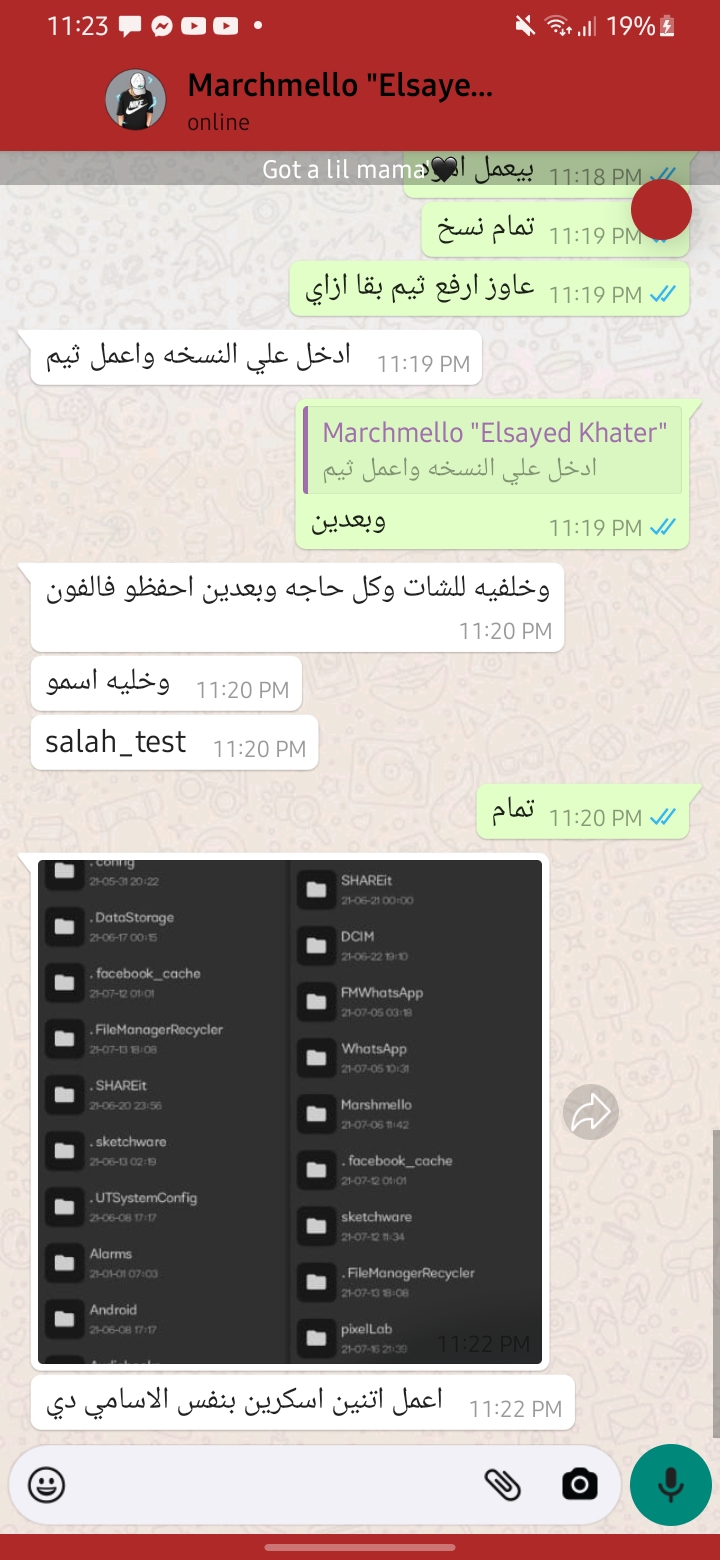 11:23
19%
Marchmello "Elsaye...
online
Got a lil mama
بيعمل
11:18 PM
تمام نسخ
11:19 PM
عاوز ارفع ثيم بقا ازاي
11:19 PM
ادخل علي النسخه واعمل ثيم
11:19 PM
Marchmello "Elsayed Khater"
ادخل علي النسخه واعمل ثيم
وبعدين
11:19 PM
وخلفيه للشات وكل حاجه وبعدين احفظو فالفون
11:20 PM
وخليه اسمو
11:20 PM
salah_test
11:20 PM
تمام
11:20 PM
.config
21-05-31 20:22
.DataStorage
21-06-17 00:15
.facebook_cache
21-07-12 01:01
.FileManagerRecycler
21-07-13 18:08
.SHAREit
21-06-20 23:56
.sketchware
21-06-13 02:19
.UTSystemConfig
21-06-08 17:17
Alarms
21-01-01 07:03
Android
21-06-08 17:17
SHAREit
21-06-21 00:00
DCIM
21-06-22 19:10
FMWhatsApp
21-07-05 03:18
WhatsApp
21-07-05 10:31
Marshmello
21-07-06 11:42
.facebook_cache
21-07-12 01:01
sketchware
21-07-12 11:34
.FileManagerRecycler
21-07-13 18:08
pixelLab
21-07-16 21:39
11:22 PM
اعمل اتنين اسكرين بنفس الاسامي دي
11:22 PM